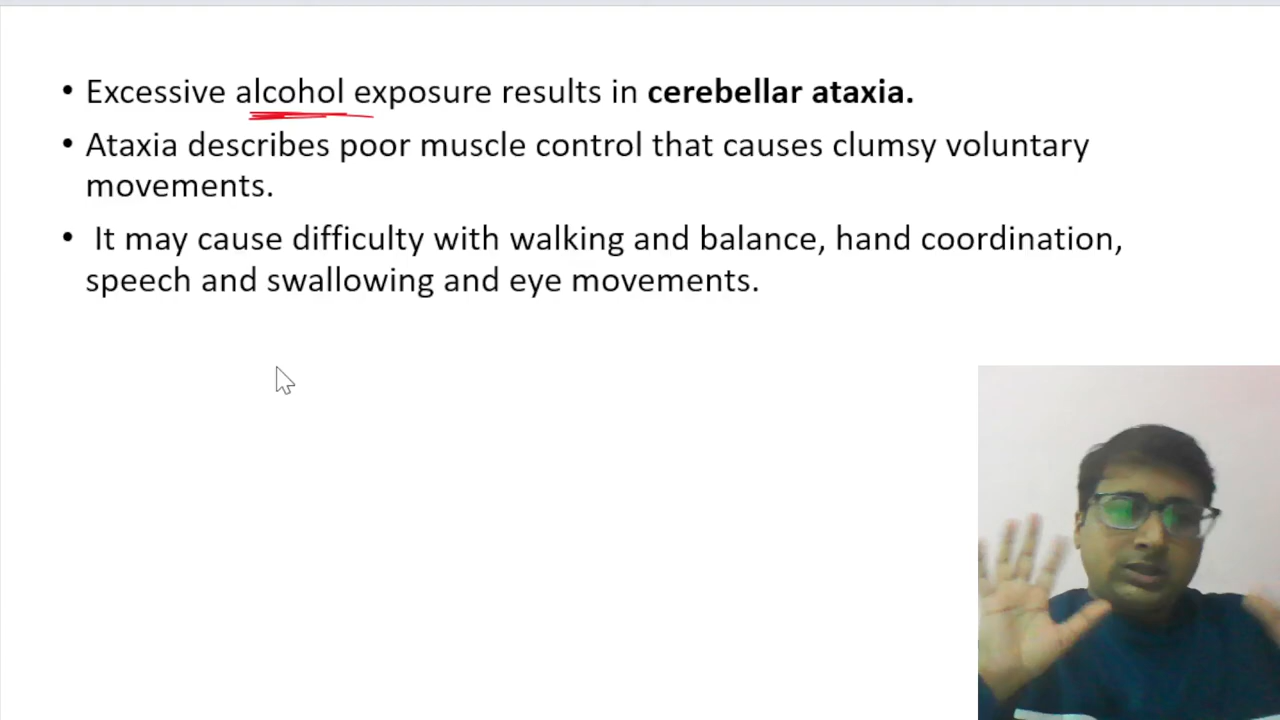 • Excessive alcohol exposure results in cerebellar ataxia.
• Ataxia describes poor muscle control that causes clumsy voluntary
movements.
• It may cause difficulty with walking and balance, hand coordination,
speech and swallowing and eye movements.